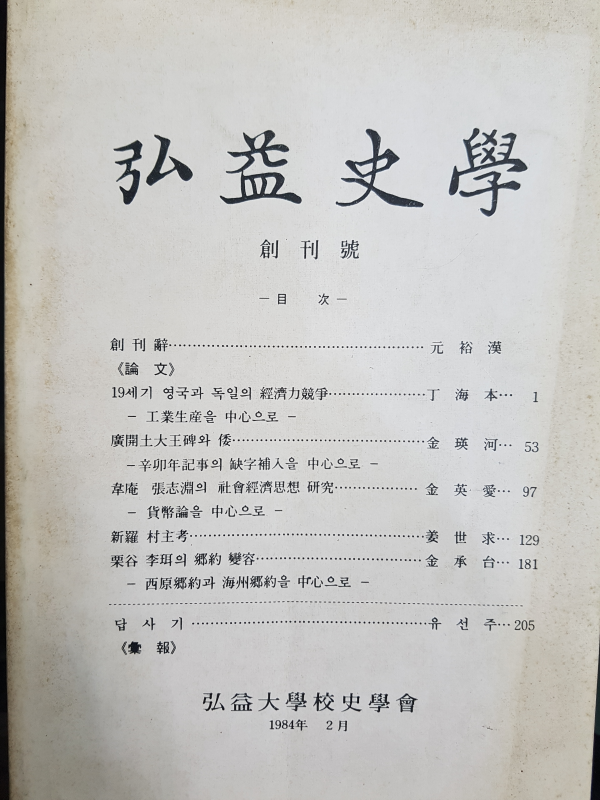 弘益史學
創刊號
－目 次－
創刊辭………………………………………………元 裕 漢
《論 文》
19세기 영국과 독일의 經濟力競爭…………………丁 海 本… 1
－ 工業生産을 中心으로 －
廣開土大王碑와 倭…………………………………金 瑛 河… 53
－辛卯年記事의 缺字補入을 中心으로 －
韋庵 張志淵의 社會經濟思想 研究………………金 英 愛… 97
－ 貨幣論을 中心으로 －
新羅 村主考…………………………………………姜 世 求… 129
栗谷 李珥의 鄕約 變容……………………………金 承 台… 181
－ 西原鄕約과 海州鄕約을 中心으로 －
답 사 기 ……………………………………………유 선 주… 205
《彙 報》
弘益大學校史學會
1984年 2月